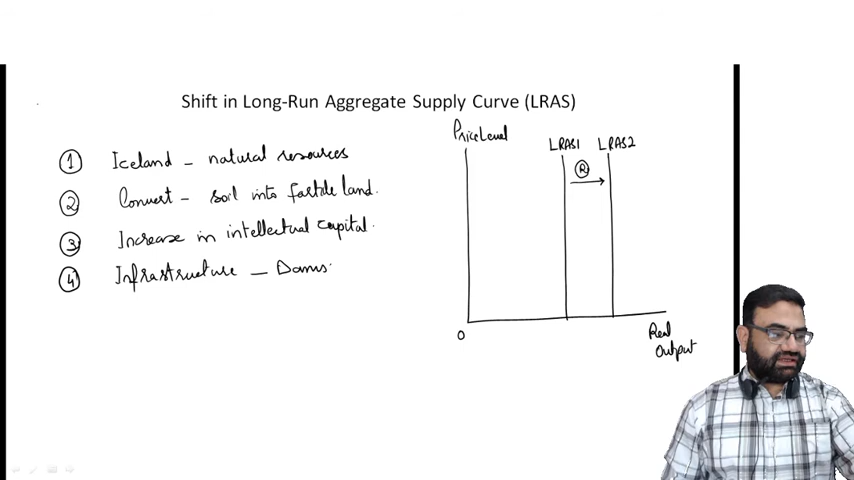 Shift in Long-Run Aggregate Supply Curve (LRAS)
① Iceland - natural resources
② Convert - soil into fertile land.
③ Increase in intellectual capital.
④ Infrastructure - Dams.
Price Level
LRAS1 LRAS2
R
0
Real
Output